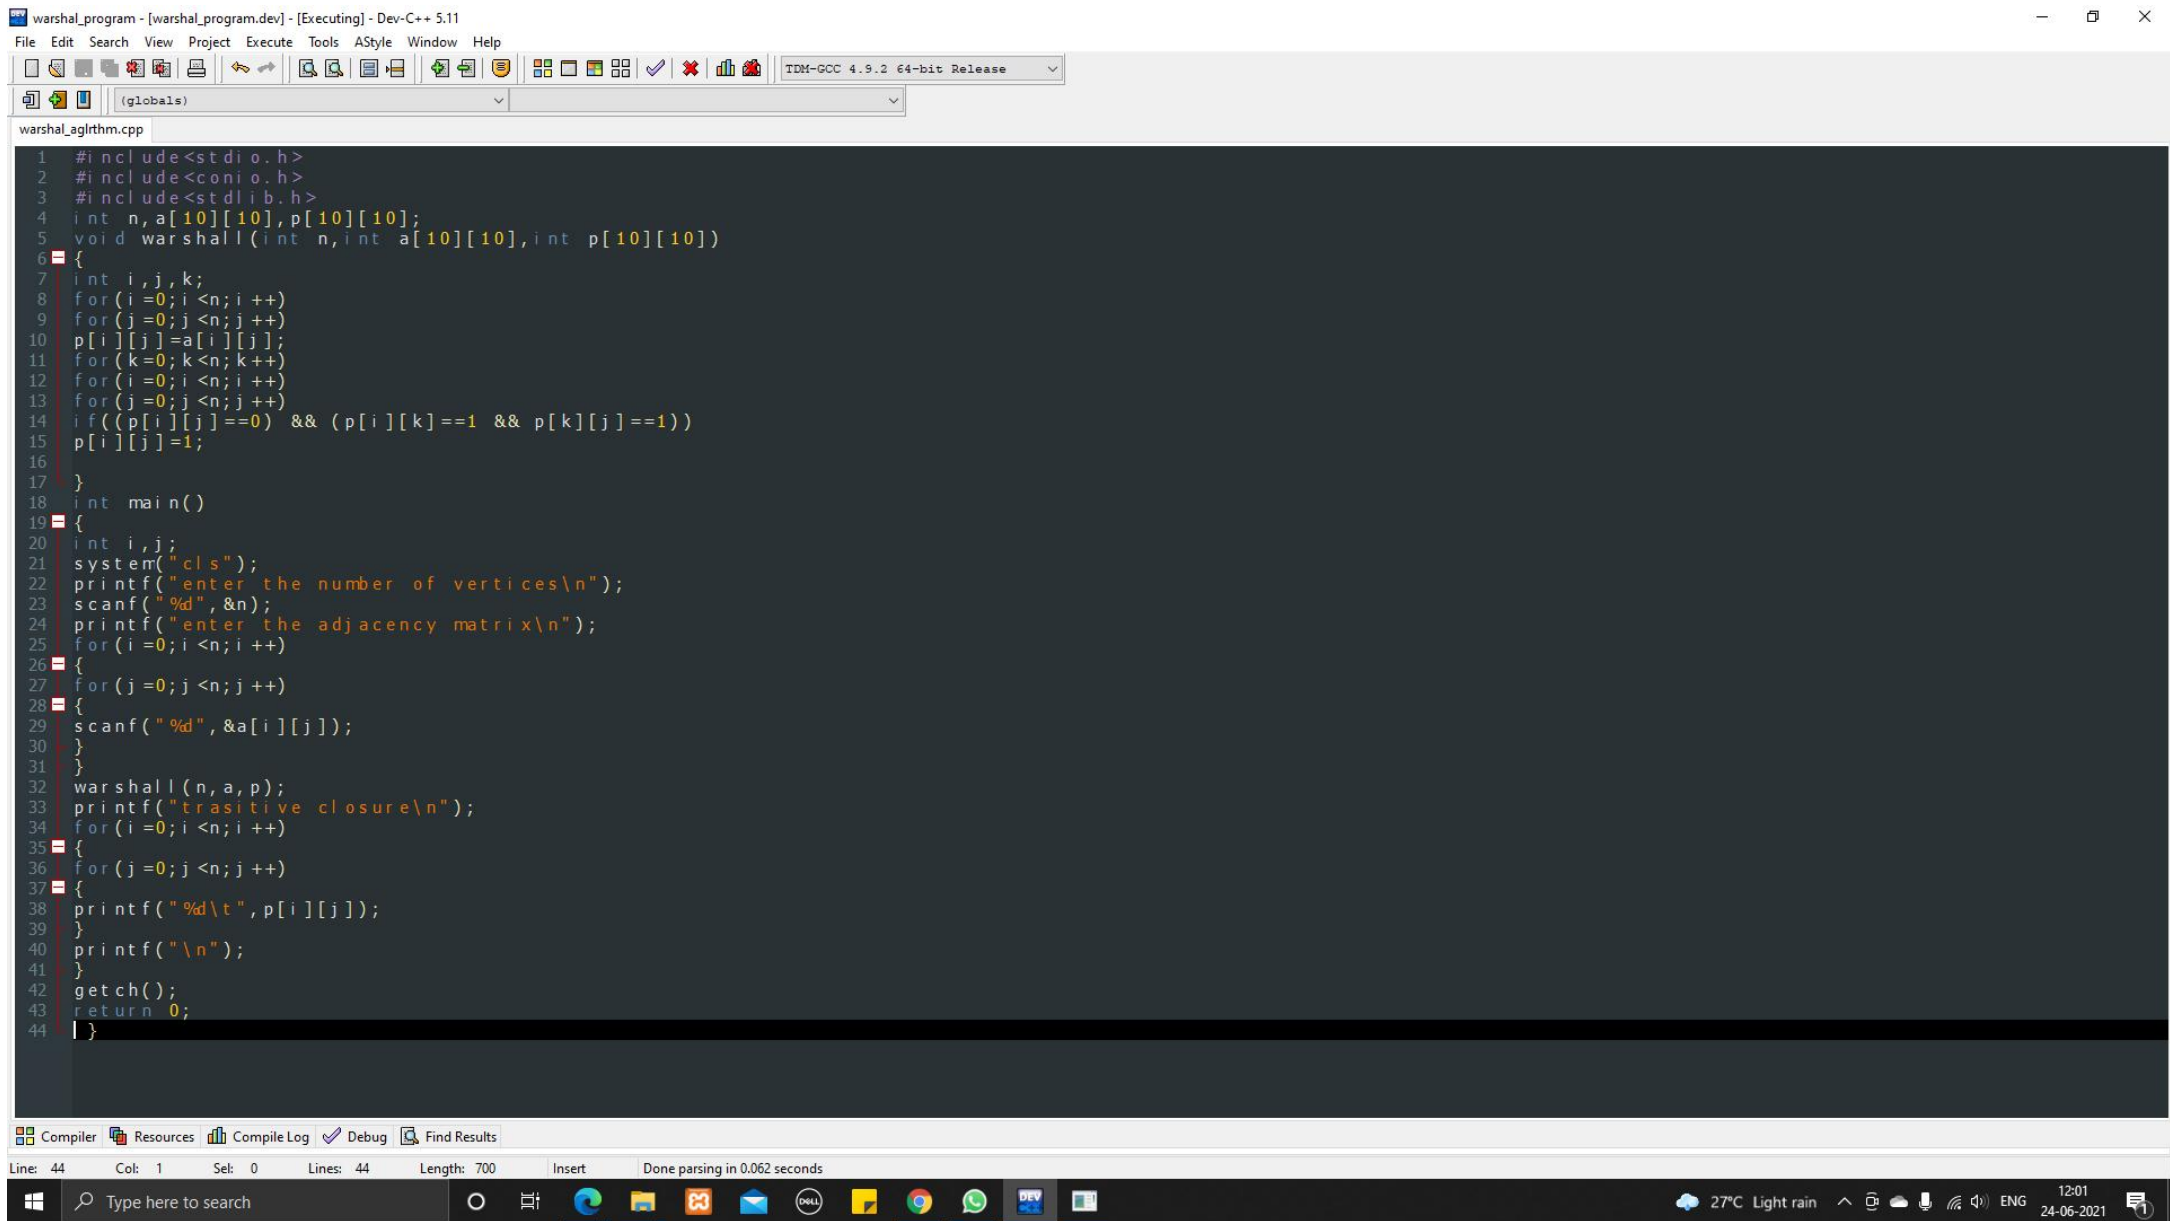 warshal_program - [warshal_program.dev] - [Executing] - Dev-C++ 5.11
File Edit Search View Project Execute Tools AStyle Window Help
TDM-GCC 4.9.2 64-bit Release
(globals)
warshal_aglrthm.cpp
1 #include<stdio.h>
2 #include<conio.h>
3 #include<stdlib.h>
4 int n,a[10][10],p[10][10];
5 void warshall(int n,int a[10][10],int p[10][10])
6 {
7 int i,j,k;
8 for(i=0;i<n;i++)
9 for(j=0;j<n;j++)
10 p[i][j]=a[i][j];
11 for(k=0;k<n;k++)
12 for(i=0;i<n;i++)
13 for(j=0;j<n;j++)
14 if((p[i][j]==0) && (p[i][k]==1 && p[k][j]==1))
15 p[i][j]=1;
16
17 }
18 int main()
19 {
20 int i,j;
21 system("cls");
22 printf("enter the number of vertices\n");
23 scanf("%d",&n);
24 printf("enter the adjacency matrix\n");
25 for(i=0;i<n;i++)
26 {
27 for(j=0;j<n;j++)
28 {
29 scanf("%d",&a[i][j]);
30 }
31 }
32 warshall(n,a,p);
33 printf("trasitive closure\n");
34 for(i=0;i<n;i++)
35 {
36 for(j=0;j<n;j++)
37 {
38 printf("%d\t",p[i][j]);
39 }
40 printf("\n");
41 }
42 getch();
43 return 0;
44 }
Compiler Resources Compile Log Debug Find Results
Line: 44 Col: 1 Sel: 0 Lines: 44 Length: 700 Insert Done parsing in 0.062 seconds
Type here to search
DELL
DEV
27°C Light rain
ENG
12:01
24-06-2021
1